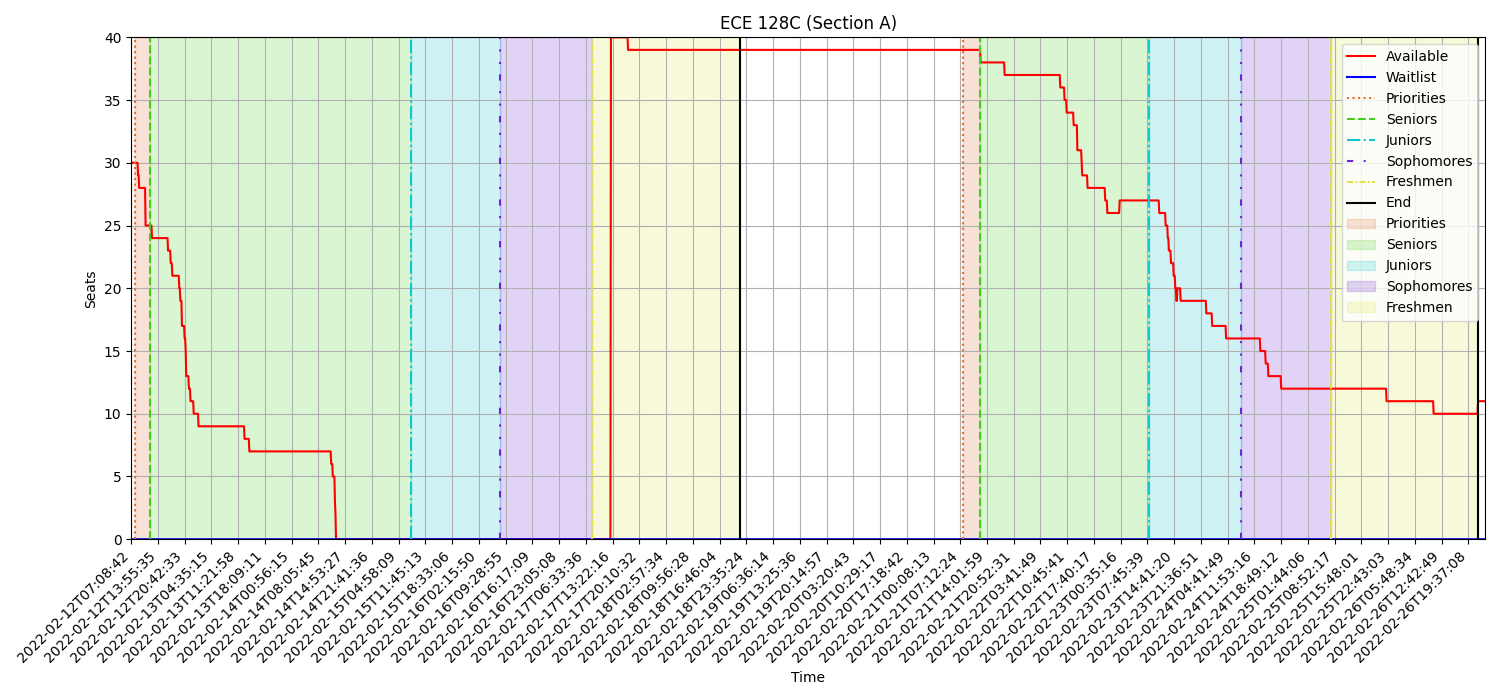 ECE 128C (Section A)
Seats
40
35
30
25
20
15
10
5
0
Available
Waitlist
Priorities
Seniors
Juniors
Sophomores
Freshmen
End
Priorities
Seniors
Juniors
Sophomores
Freshmen
2022-02-12T07:08:42
2022-02-12T13:55:35
2022-02-12T20:42:33
2022-02-13T04:35:15
2022-02-13T11:21:58
2022-02-13T18:09:11
2022-02-14T00:56:15
2022-02-14T08:05:45
2022-02-14T14:53:27
2022-02-14T21:41:36
2022-02-15T04:58:09
2022-02-15T11:45:13
2022-02-15T18:33:06
2022-02-16T02:15:50
2022-02-16T09:28:55
2022-02-16T16:17:09
2022-02-16T23:05:08
2022-02-17T06:33:36
2022-02-17T13:22:16
2022-02-17T20:10:32
2022-02-18T02:57:34
2022-02-18T09:56:28
2022-02-18T16:46:04
2022-02-18T23:35:24
2022-02-19T06:36:14
2022-02-19T13:25:36
2022-02-19T20:14:57
2022-02-20T03:20:43
2022-02-20T10:29:17
2022-02-20T17:18:42
2022-02-21T00:08:13
2022-02-21T07:12:24
2022-02-21T14:01:59
2022-02-21T20:52:31
2022-02-22T03:41:49
2022-02-22T10:45:41
2022-02-22T17:40:17
2022-02-23T00:35:16
2022-02-23T07:45:39
2022-02-23T14:41:20
2022-02-23T21:36:51
2022-02-24T04:41:49
2022-02-24T11:53:16
2022-02-24T18:49:12
2022-02-25T01:44:06
2022-02-25T08:52:17
2022-02-25T15:48:01
2022-02-25T22:43:03
2022-02-26T05:48:34
2022-02-26T12:42:49
2022-02-26T19:37:08
Time